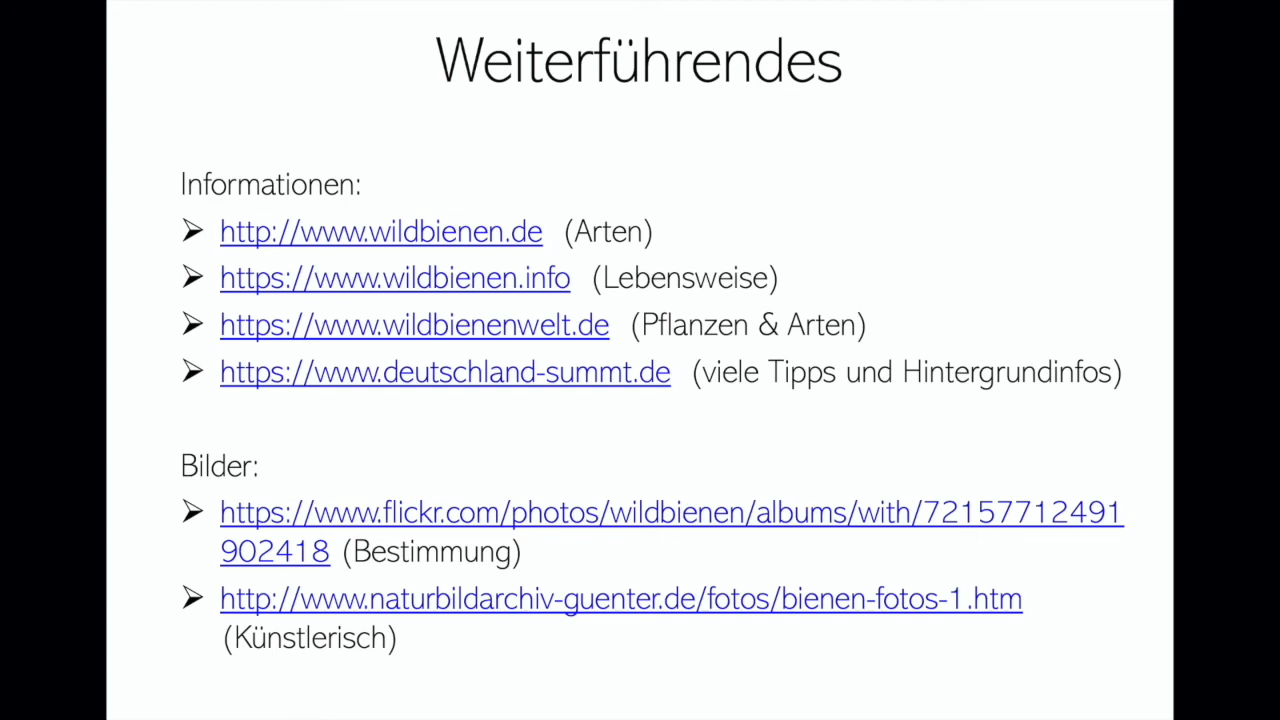 Weiterführendes
Informationen:
➢ http://www.wildbienen.de (Arten)
➢ https://www.wildbienen.info (Lebensweise)
➢ https://www.wildbienenwelt.de (Pflanzen & Arten)
➢ https://www.deutschland-summt.de (viele Tipps und Hintergrundinfos)
Bilder:
➢ https://www.flickr.com/photos/wildbienen/albums/with/72157712491
902418 (Bestimmung)
➢ http://www.naturbildarchiv-guenter.de/fotos/bienen-fotos-1.htm
(Künstlerisch)